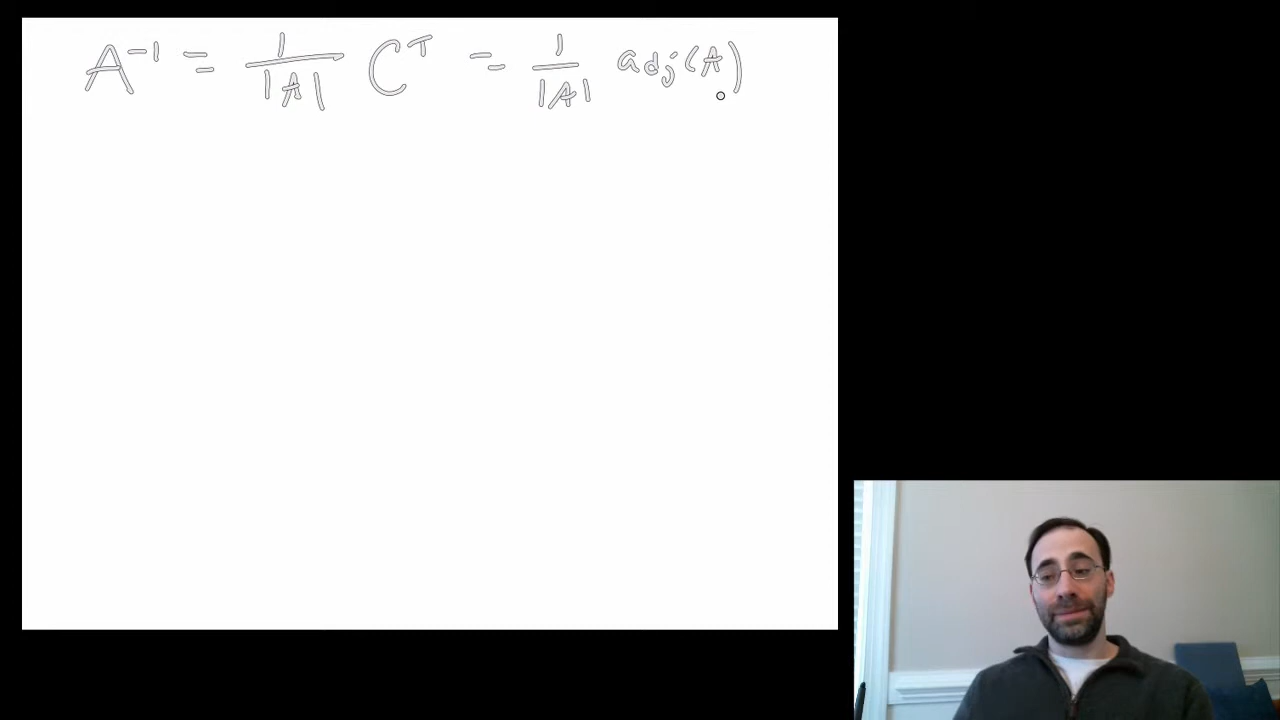 A⁻¹ = 1/|A| Cᵀ = 1/|A| adj(A)